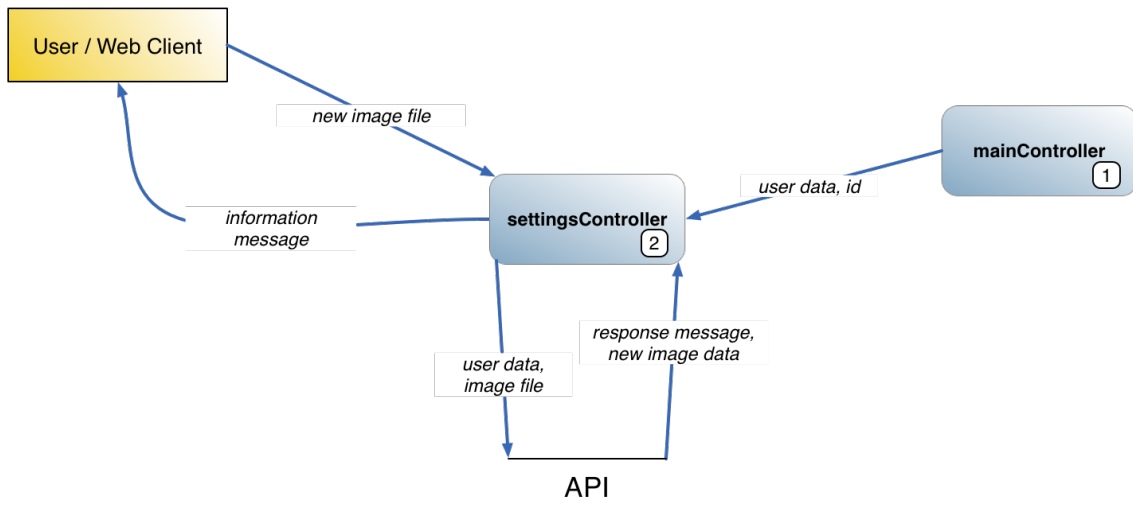 User / Web Client
new image file
mainController
1
user data, id
information
message
settingsController
2
response message,
new image data
user data,
image file
API